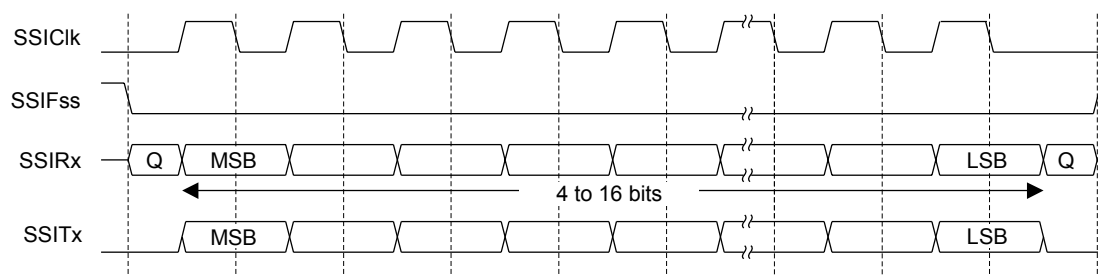 SSIClk
SSIFss
SSIRx Q MSB LSB Q
4 to 16 bits
SSITx MSB LSB